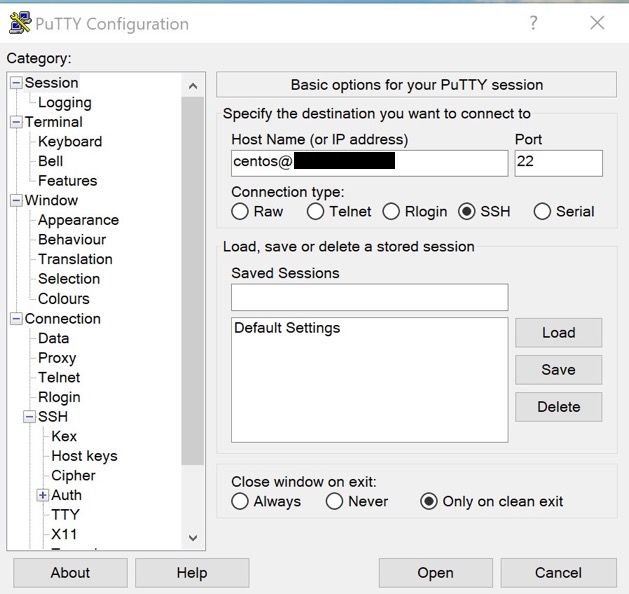 PuTTY Configuration
?
Category:
Session
Logging
Terminal
Keyboard
Bell
Features
Window
Appearance
Behaviour
Translation
Selection
Colours
Connection
Data
Proxy
Telnet
Rlogin
SSH
Kex
Host keys
Cipher
Auth
TTY
X11
Basic options for your PuTTY session
Specify the destination you want to connect to
Host Name (or IP address) Port
centos@ 22
Connection type:
Raw Telnet Rlogin SSH Serial
Load, save or delete a stored session
Saved Sessions
Default Settings
Load
Save
Delete
Close window on exit:
Always Never Only on clean exit
About Help Open Cancel